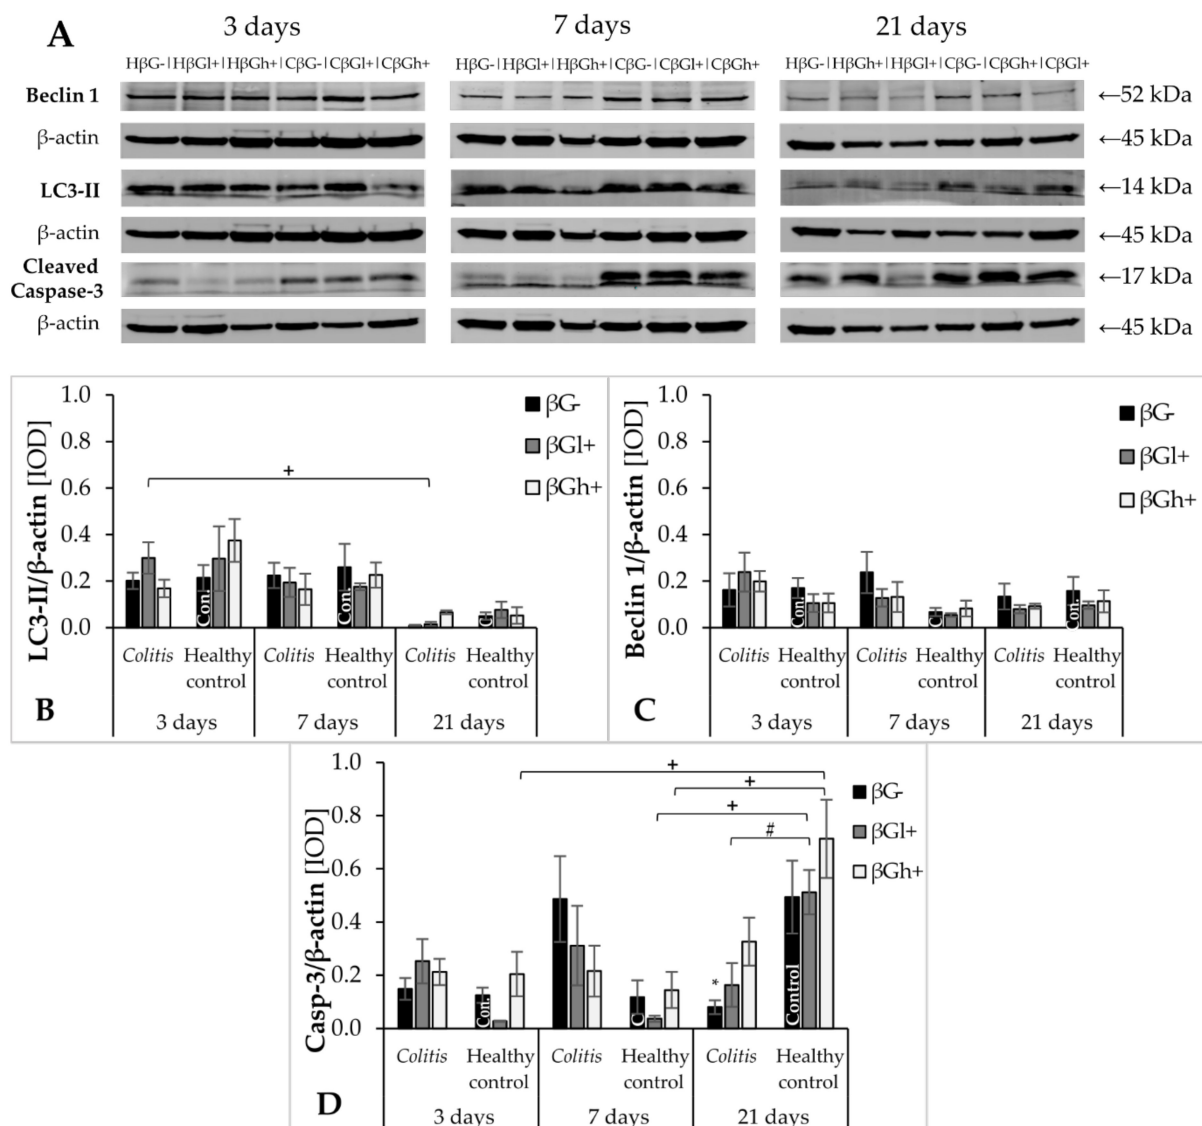 A
3 days
7 days
21 days
HβG-|HβGl+|HβGh+|CβG-|CβGl+|CβGh+
HβG-|HβGl+|HβGh+|CβG-|CβGl+|CβGh+
HβG-|HβGh+|HβGl+|CβG-|CβGh+|CβGl+
Beclin 1
←52 kDa
β-actin
←45 kDa
LC3-II
←14 kDa
β-actin
←45 kDa
Cleaved
Caspase-3
←17 kDa
β-actin
←45 kDa
LC3-II/β-actin [IOD]
1.0
0.8
0.6
0.4
0.2
0.0
+
βG-
βGl+
βGh+
Con.
Con.
Colitis
Healthy
control
Colitis
Healthy
control
Colitis
Healthy
control
3 days
7 days
21 days
B
Beclin 1/β-actin [IOD]
1.0
0.8
0.6
0.4
0.2
0.0
βG-
βGl+
βGh+
Con.
C
Con.
Colitis
Healthy
control
Colitis
Healthy
control
Colitis
Healthy
control
3 days
7 days
21 days
C
Casp-3/β-actin [IOD]
1.0
0.8
0.6
0.4
0.2
0.0
+
+
+
#
*
βG-
βGl+
βGh+
Con.
C
Control
Colitis
Healthy
control
Colitis
Healthy
control
Colitis
Healthy
control
3 days
7 days
21 days
D